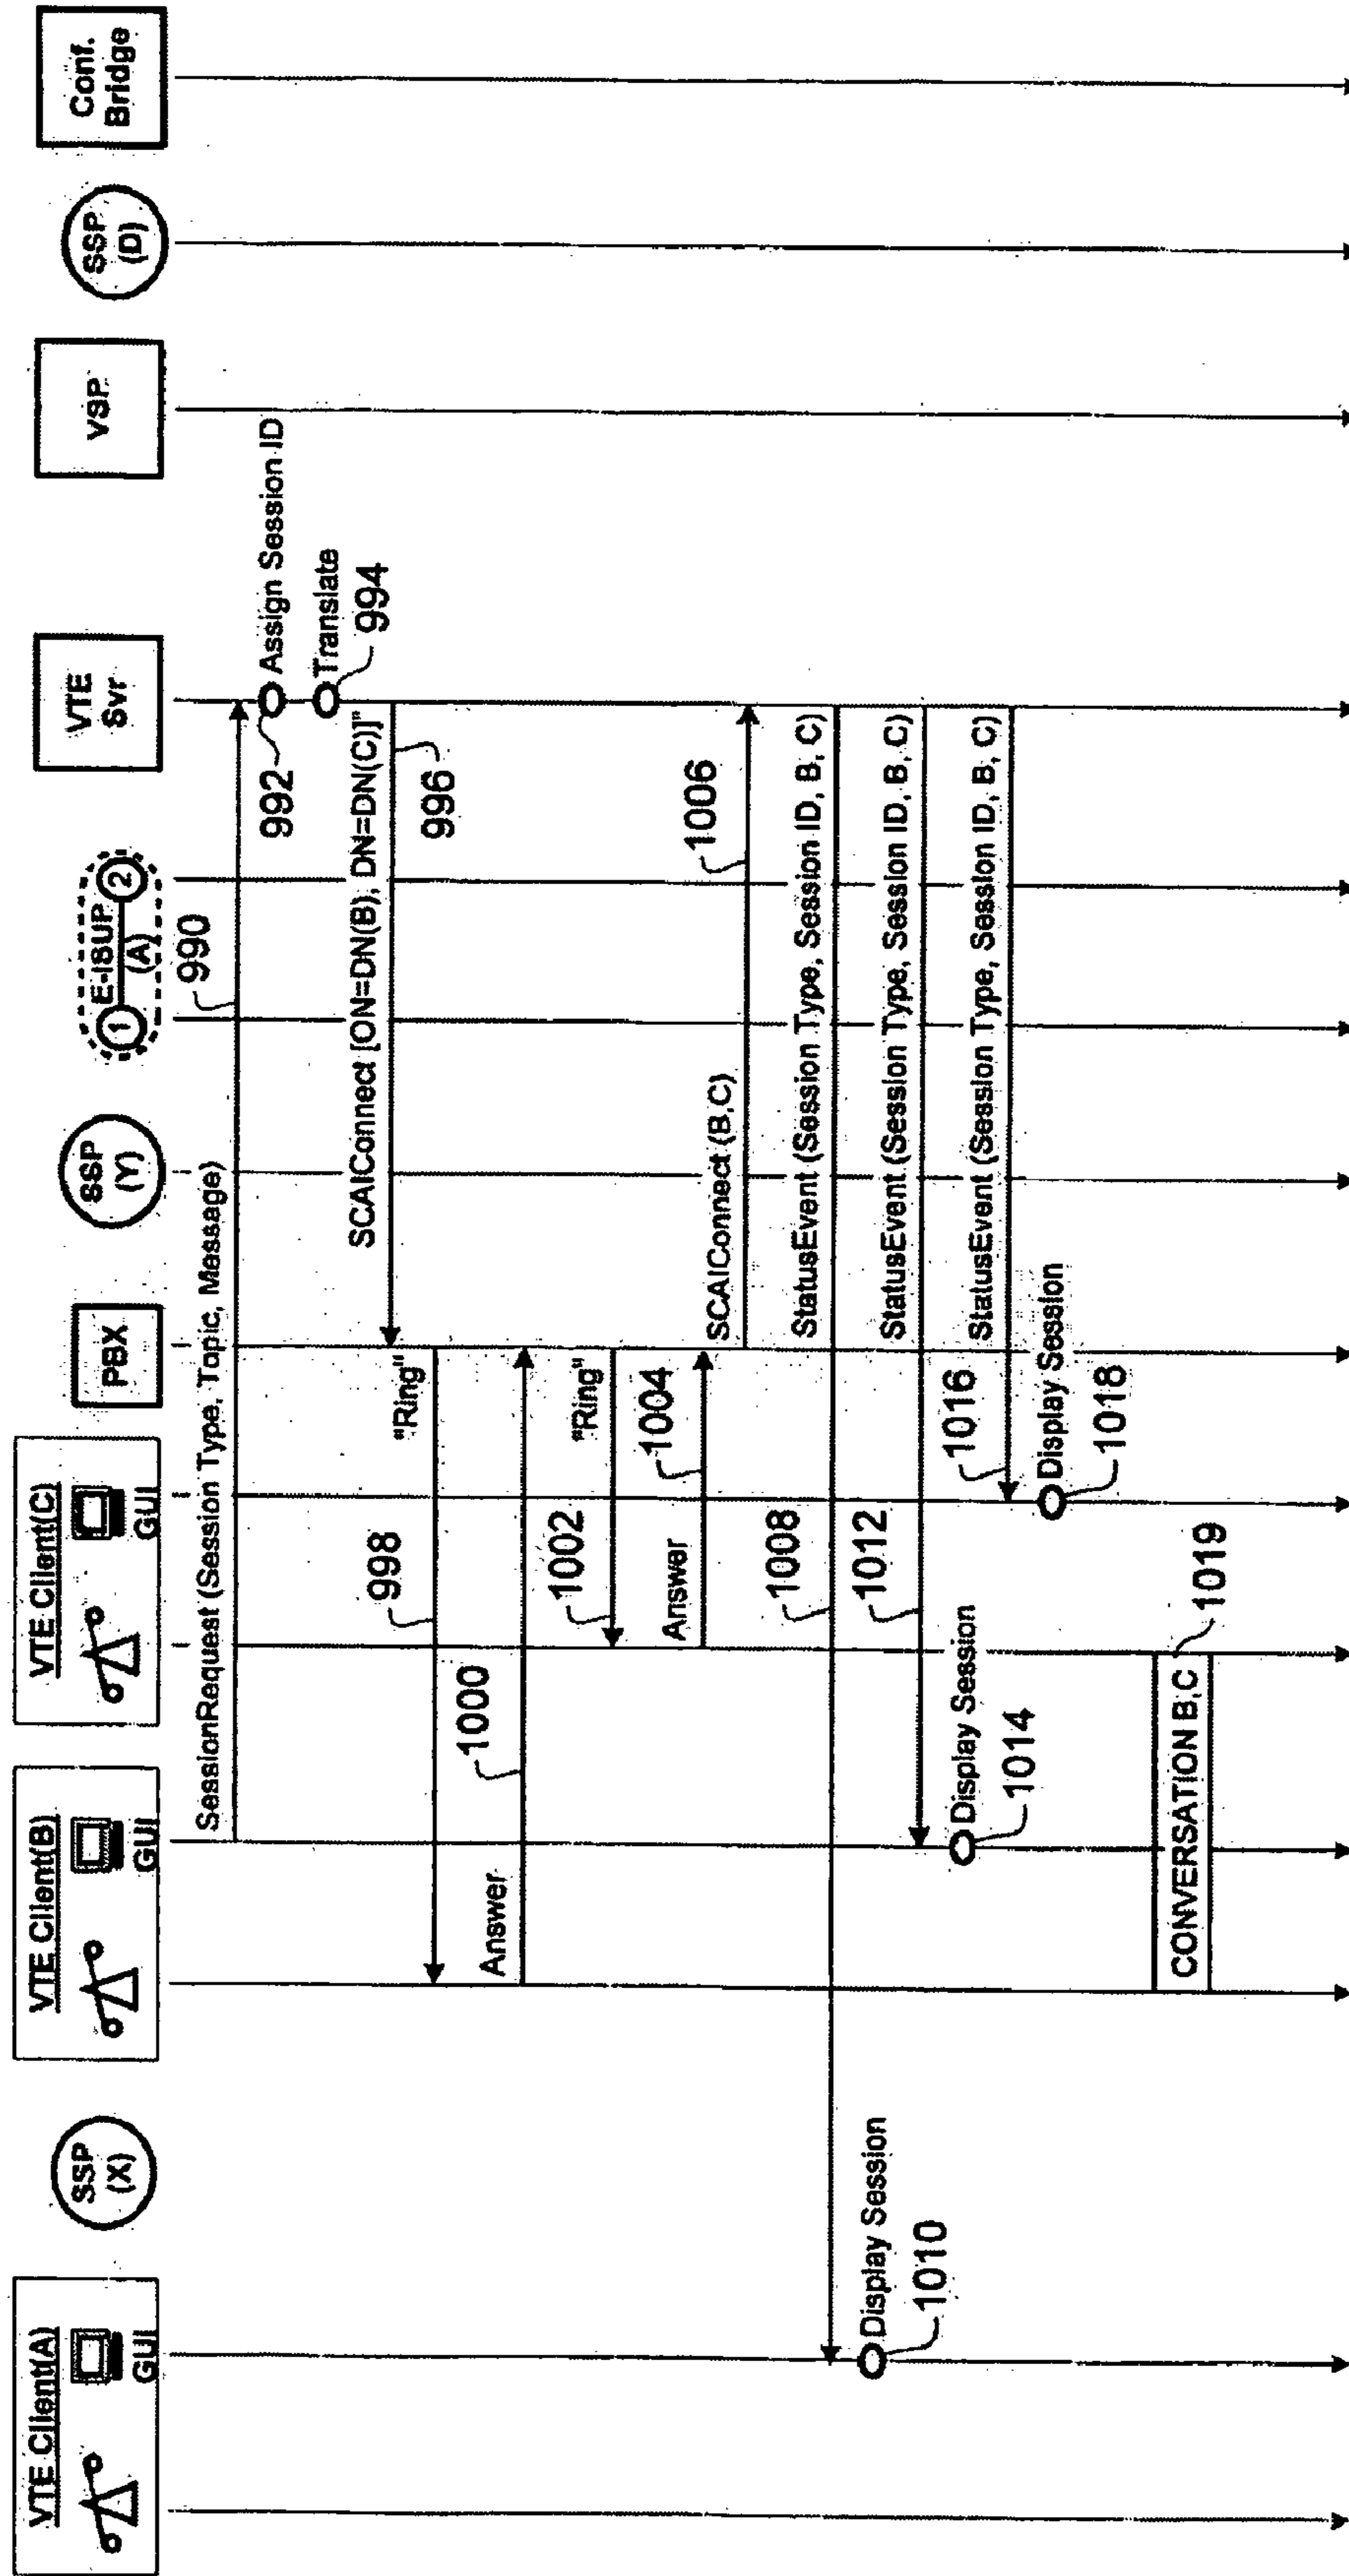 VTE Client(A)
GUI
SSP
(X)
VTE Client(B)
GUI
VTE Client(C)
GUI
PBX
SSP
(Y)
E-ISUP
1
(A)
2
VTE
Svr
VSP
SSP
(D)
Conf.
Bridge
SessionRequest (Session Type, Topic, Message)
990
992
Assign Session ID
Translate
994
SCAIConnect [ON=DN(B), DN=DN(C)]"
996
"Ring"
998
Answer
1000
"Ring"
1002
Answer
1004
SCAIConnect (B,C)
1006
StatusEvent (Session Type, Session ID, B, C)
1008
Display Session
1010
StatusEvent (Session Type, Session ID, B, C)
1012
Display Session
1014
StatusEvent (Session Type, Session ID, B, C)
1016
Display Session
1018
CONVERSATION B,C
1019